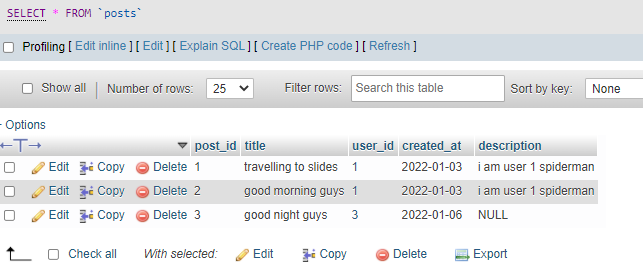 SELECT * FROM `posts`
Profiling [ Edit inline ] [ Edit ] [ Explain SQL ] [ Create PHP code ] [ Refresh ]
Show all Number of rows: 25 Filter rows: Search this table Sort by key: None
+ Options
←T→ post_id title user_id created_at description
Edit Copy Delete 1 travelling to slides 1 2022-01-03 i am user 1 spiderman
Edit Copy Delete 2 good morning guys 1 2022-01-03 i am user 1 spiderman
Edit Copy Delete 3 good night guys 3 2022-01-06 NULL
Check all With selected: Edit Copy Delete Export